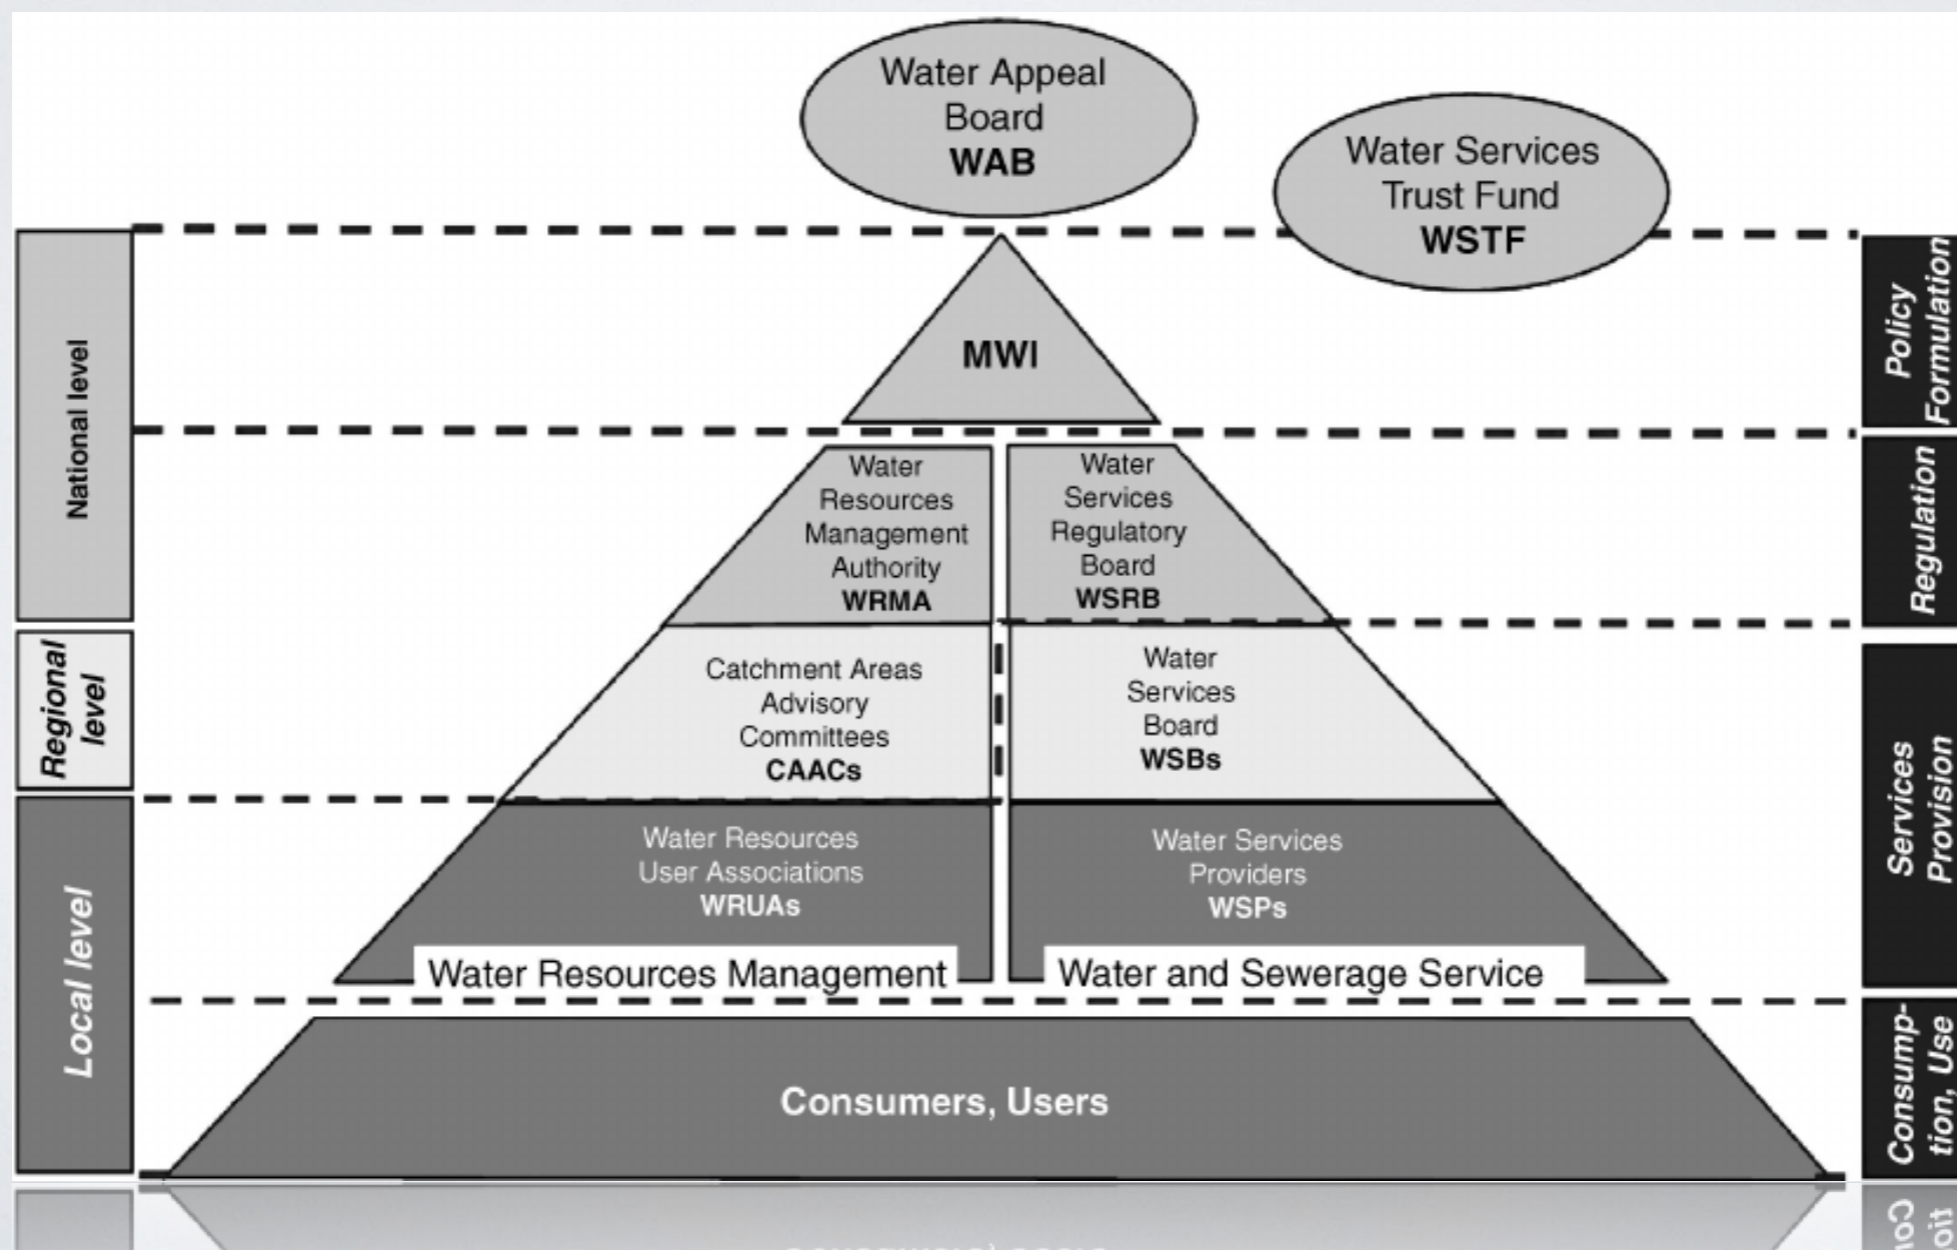 Water Appeal
Board
WAB
Water Services
Trust Fund
WSTF
National level
MWI
Policy
Formulation
Water
Resources
Management
Authority
WRMA
Water
Services
Regulatory
Board
WSRB
Regulation
Regional
level
Catchment Areas
Advisory
Committees
CAACs
Water
Services
Board
WSBs
Services
Provision
Local level
Water Resources
User Associations
WRUAs
Water Services
Providers
WSPs
Water Resources Management
Water and Sewerage Service
Consumers, Users
Consump-
tion, Use